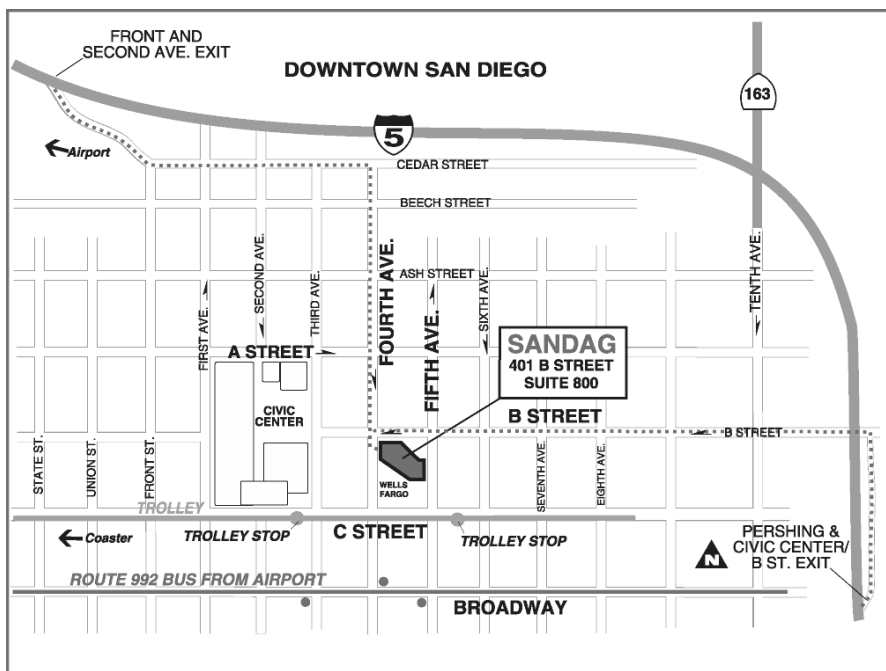 FRONT AND
SECOND AVE. EXIT
DOWNTOWN SAN DIEGO
163
5
Airport
CEDAR STREET
BEECH STREET
ASH STREET
FIRST AVE.
SECOND AVE.
THIRD AVE.
FOURTH AVE.
FIFTH AVE.
SIXTH AVE.
TENTH AVE.
A STREET
SANDAG
401 B STREET
SUITE 800
CIVIC
CENTER
B STREET
B STREET
STATE ST.
UNION ST.
FRONT ST.
WELLS
FARGO
SEVENTH AVE.
EIGHTH AVE.
TROLLEY
Coaster
TROLLEY STOP
C STREET
TROLLEY STOP
PERSHING &
CIVIC CENTER/
B ST. EXIT
N
ROUTE 992 BUS FROM AIRPORT
BROADWAY